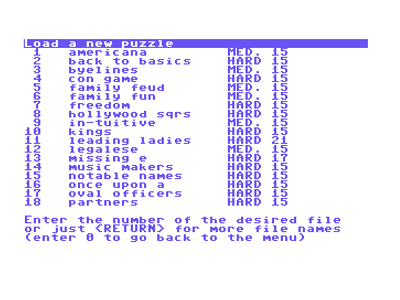 Load a new puzzle
1 americana MED. 15
2 back to basics HARD 15
3 byelines MED. 15
4 con game HARD 15
5 family feud MED. 15
6 family fun MED. 15
7 freedom HARD 15
8 hollywood sqrs HARD 15
9 in-tuitive MED. 15
10 kings HARD 15
11 leading ladies HARD 21
12 legalese MED. 15
13 missing e HARD 17
14 music makers HARD 15
15 notable names HARD 15
16 once upon a HARD 15
17 oval officers HARD 15
18 partners HARD 15
Enter the number of the desired file
or just <RETURN> for more file names
(enter 0 to go back to the menu)